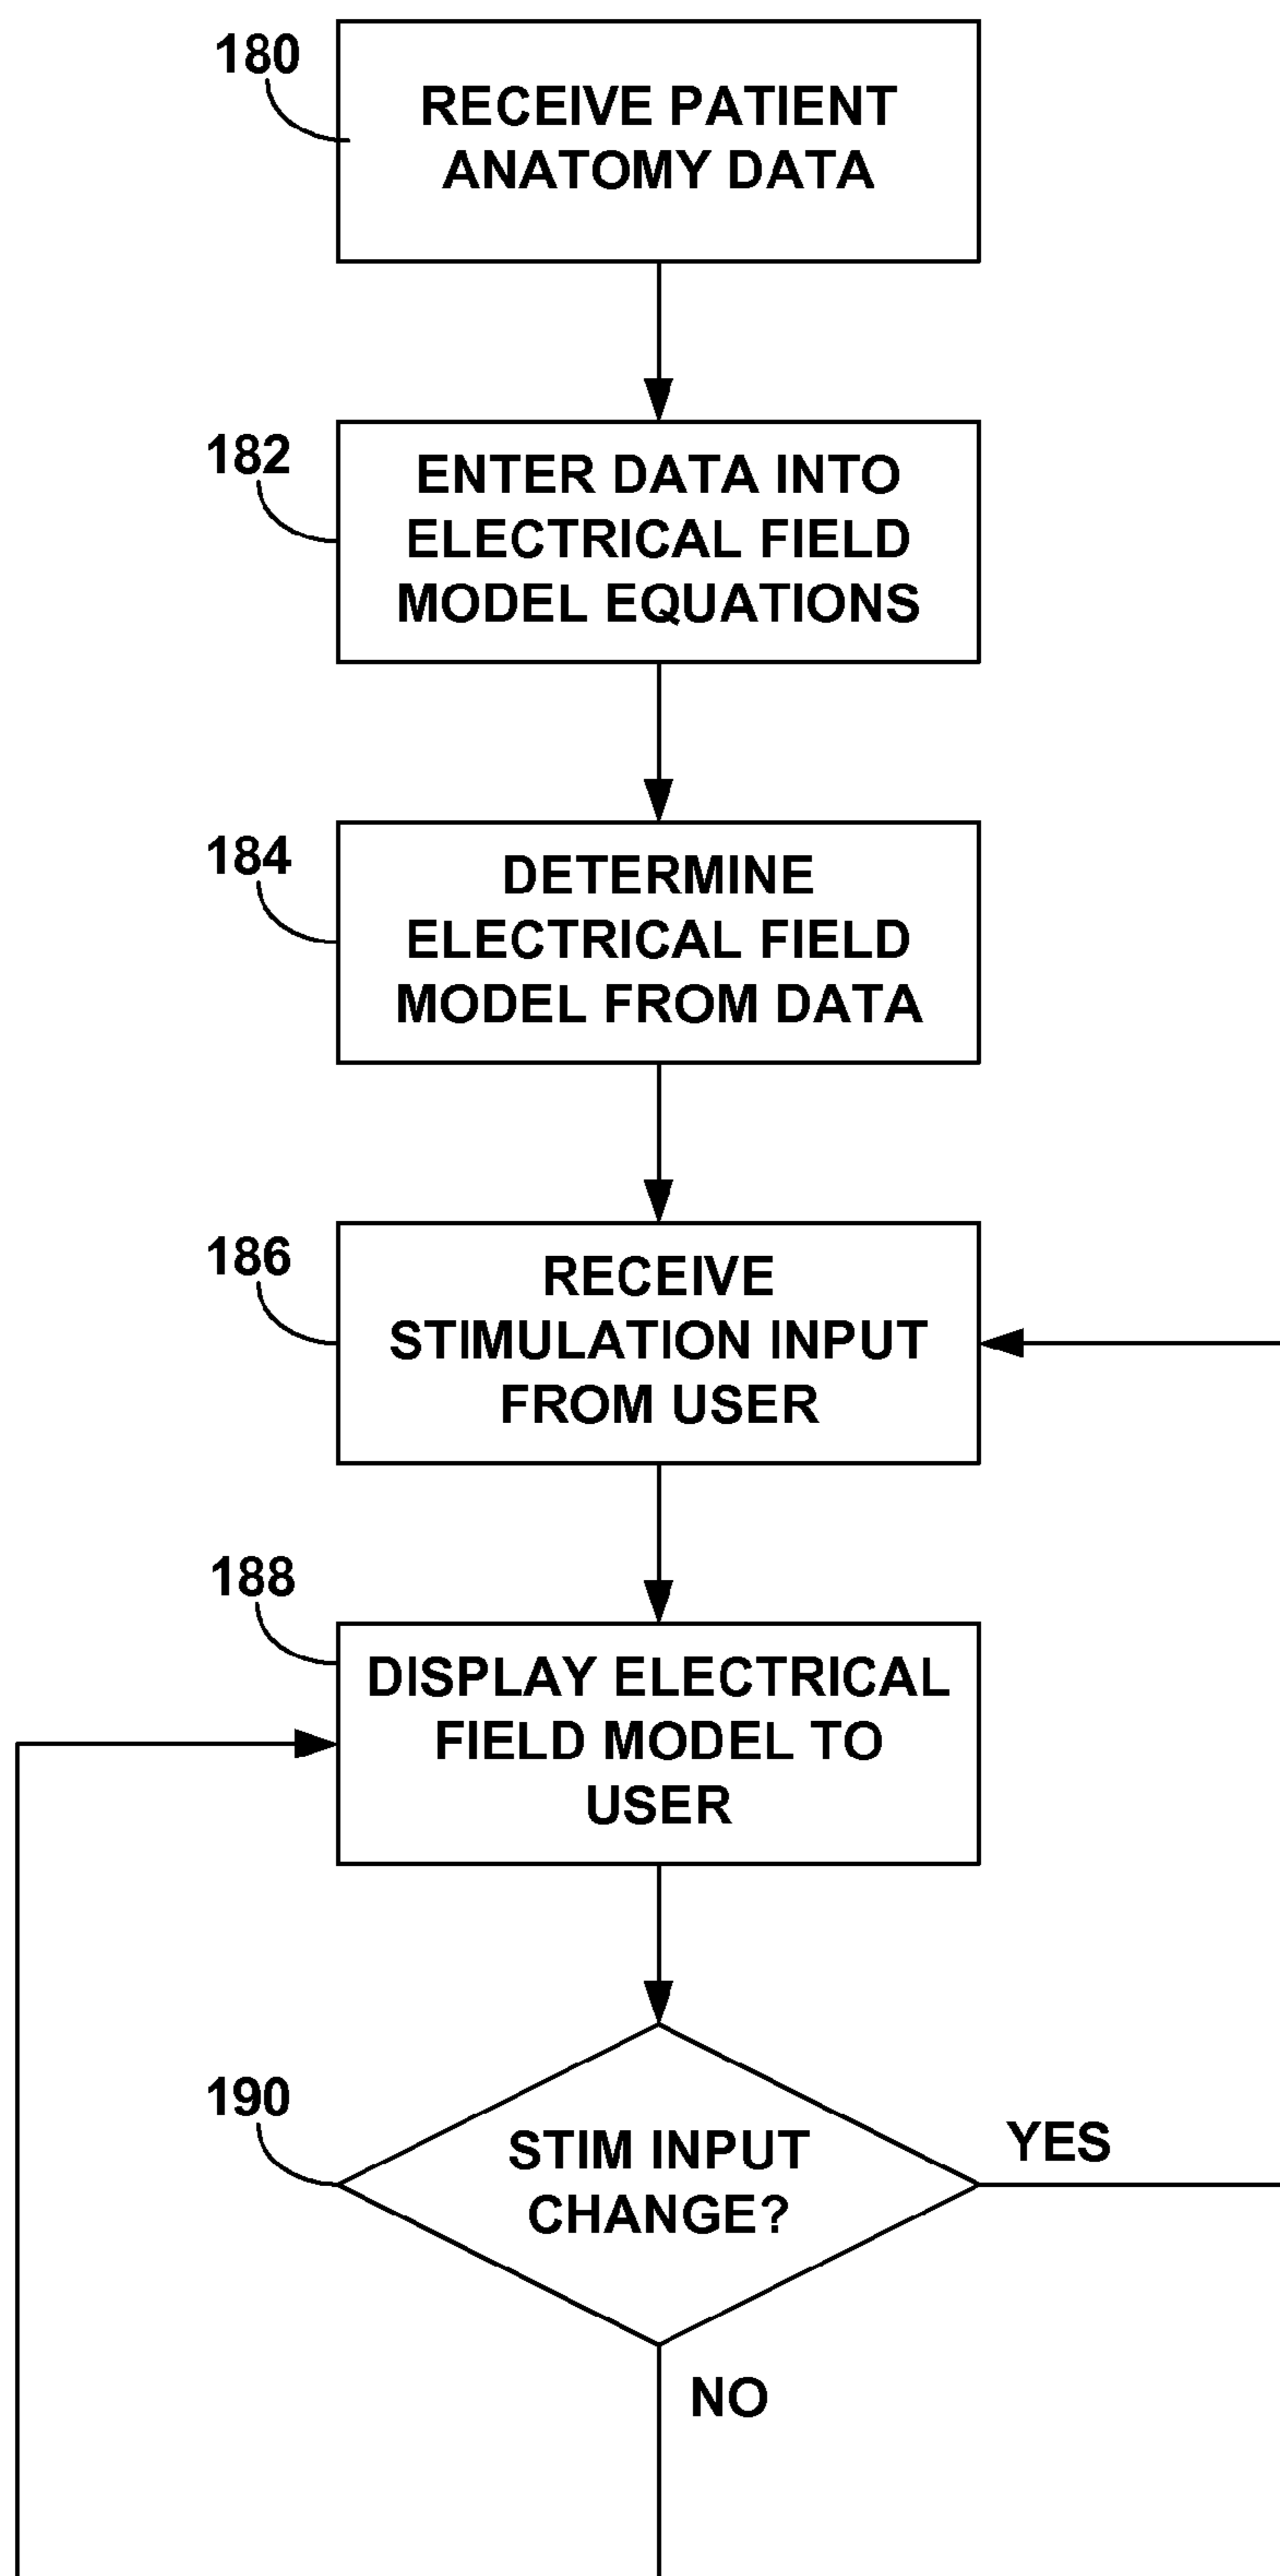 180
RECEIVE PATIENT
ANATOMY DATA
182
ENTER DATA INTO
ELECTRICAL FIELD
MODEL EQUATIONS
184
DETERMINE
ELECTRICAL FIELD
MODEL FROM DATA
186
RECEIVE
STIMULATION INPUT
FROM USER
188
DISPLAY ELECTRICAL
FIELD MODEL TO
USER
190
STIM INPUT
CHANGE?
YES
NO